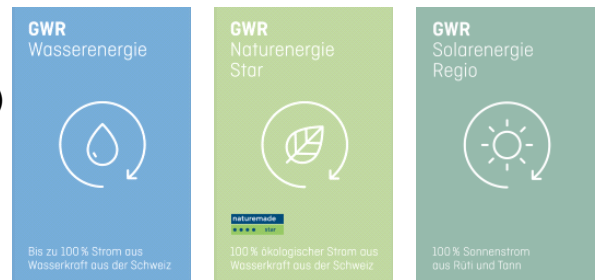 GWR
Wasserenergie
Bis zu 100 % Strom aus
Wasserkraft aus der Schweiz
GWR
Naturenergie
Star
naturemade
star
100 % ökologischer Strom aus
Wasserkraft aus der Schweiz
GWR
Solarenergie
Regio
100 % Sonnenstrom
aus Rüti und Tann